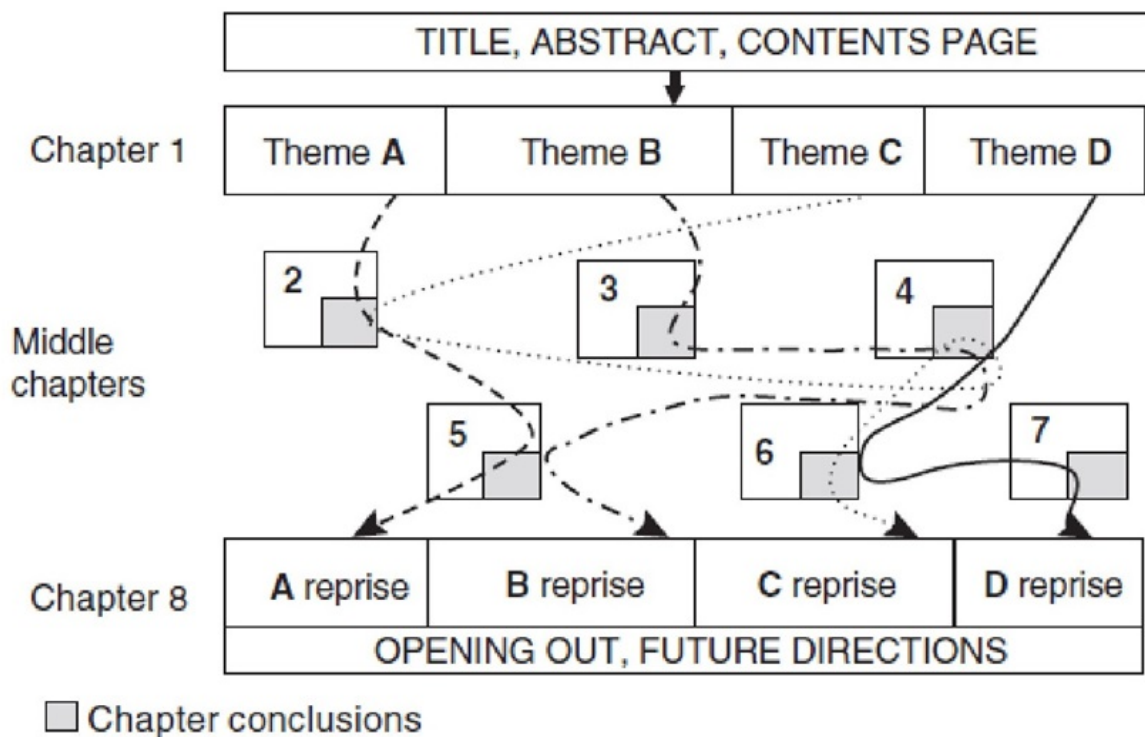 TITLE, ABSTRACT, CONTENTS PAGE
Chapter 1
Theme A
Theme B
Theme C
Theme D
2
3
4
Middle
chapters
5
6
7
Chapter 8
A reprise
B reprise
C reprise
D reprise
OPENING OUT, FUTURE DIRECTIONS
Chapter conclusions